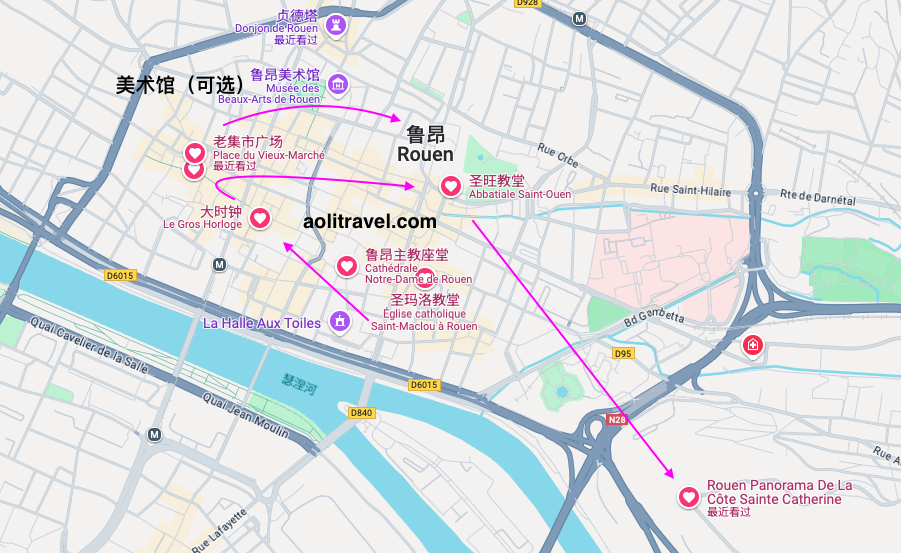 D928
贞德塔
Donjon de Rouen
最近看过
M
美术馆（可选）
鲁昂美术馆
Musée des
Beaux-Arts de Rouen
鲁昂
Rouen
老集市广场
Place du Vieux-Marché
最近看过
Rue Orbe
圣旺教堂
Abbatiale Saint-Ouen
Rue Saint-Hilaire
Rte de Darnétal
大时钟
Le Gros Horloge
aolitravel.com
鲁昂主教座堂
Cathédrale
Notre-Dame de Rouen
M
D6015
圣玛洛教堂
Église catholique
Saint-Maclou à Rouen
La Halle Aux Toiles
Bd Gambetta
Quai Cavelier de la Salle
D95
瑟涅河
D6015
Quai Jean Moulin
D840
N28
M
Rue A
Rouen Panorama De La
Côte Sainte Catherine
最近看过
Rue Lafayette